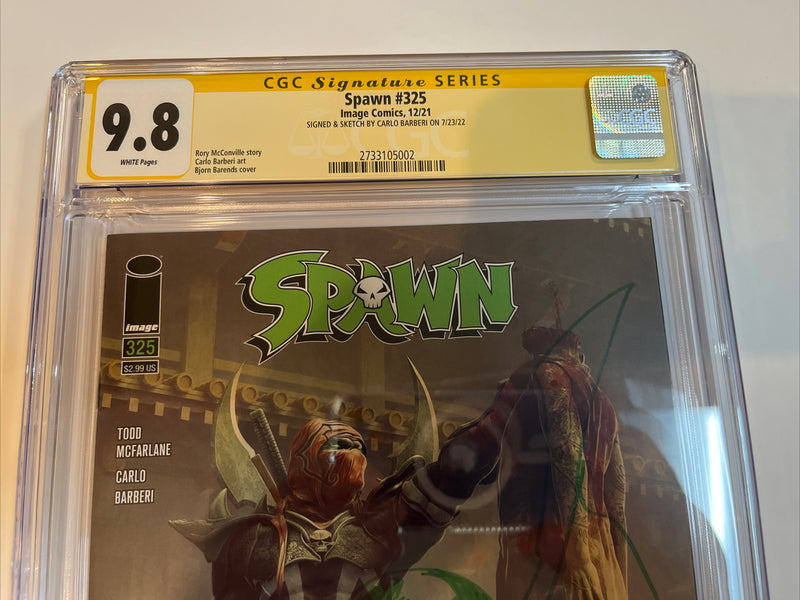 CGC Signature SERIES
Spawn #325
Image Comics, 12/21
SIGNED & SKETCH BY CARLO BARBERI ON 7/23/22
9.8
WHITE Pages
Rory McConville story
Carlo Barberi art
Bjorn Barends cover
2733105002
CGC
SPAWN
image
325
$2.99 US
TODD
MCFARLANE
CARLO
BARBERI